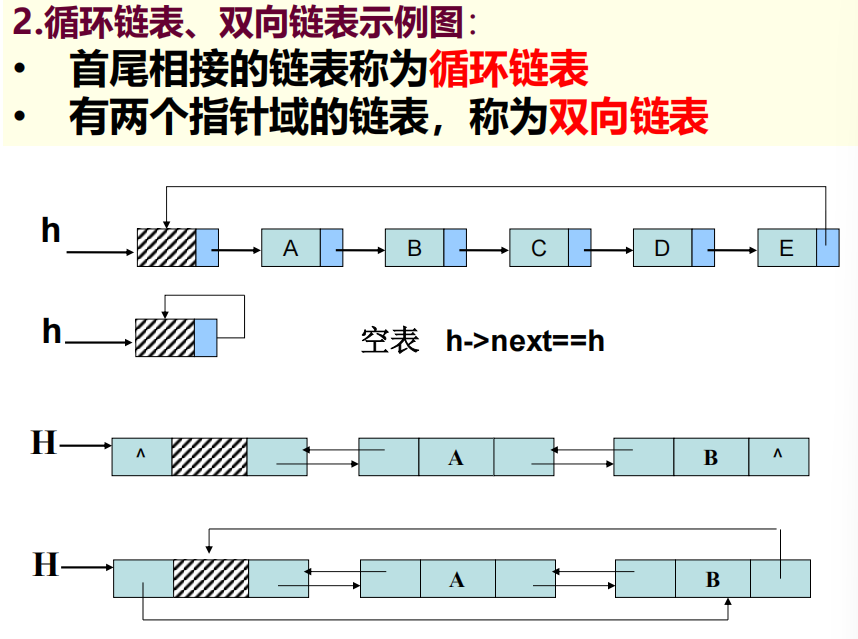 2.循环链表、双向链表示例图：
• 首尾相接的链表称为循环链表
• 有两个指针域的链表，称为双向链表
h A B C D E
h 空表 h->next==h
H ^ A B ^
H A B